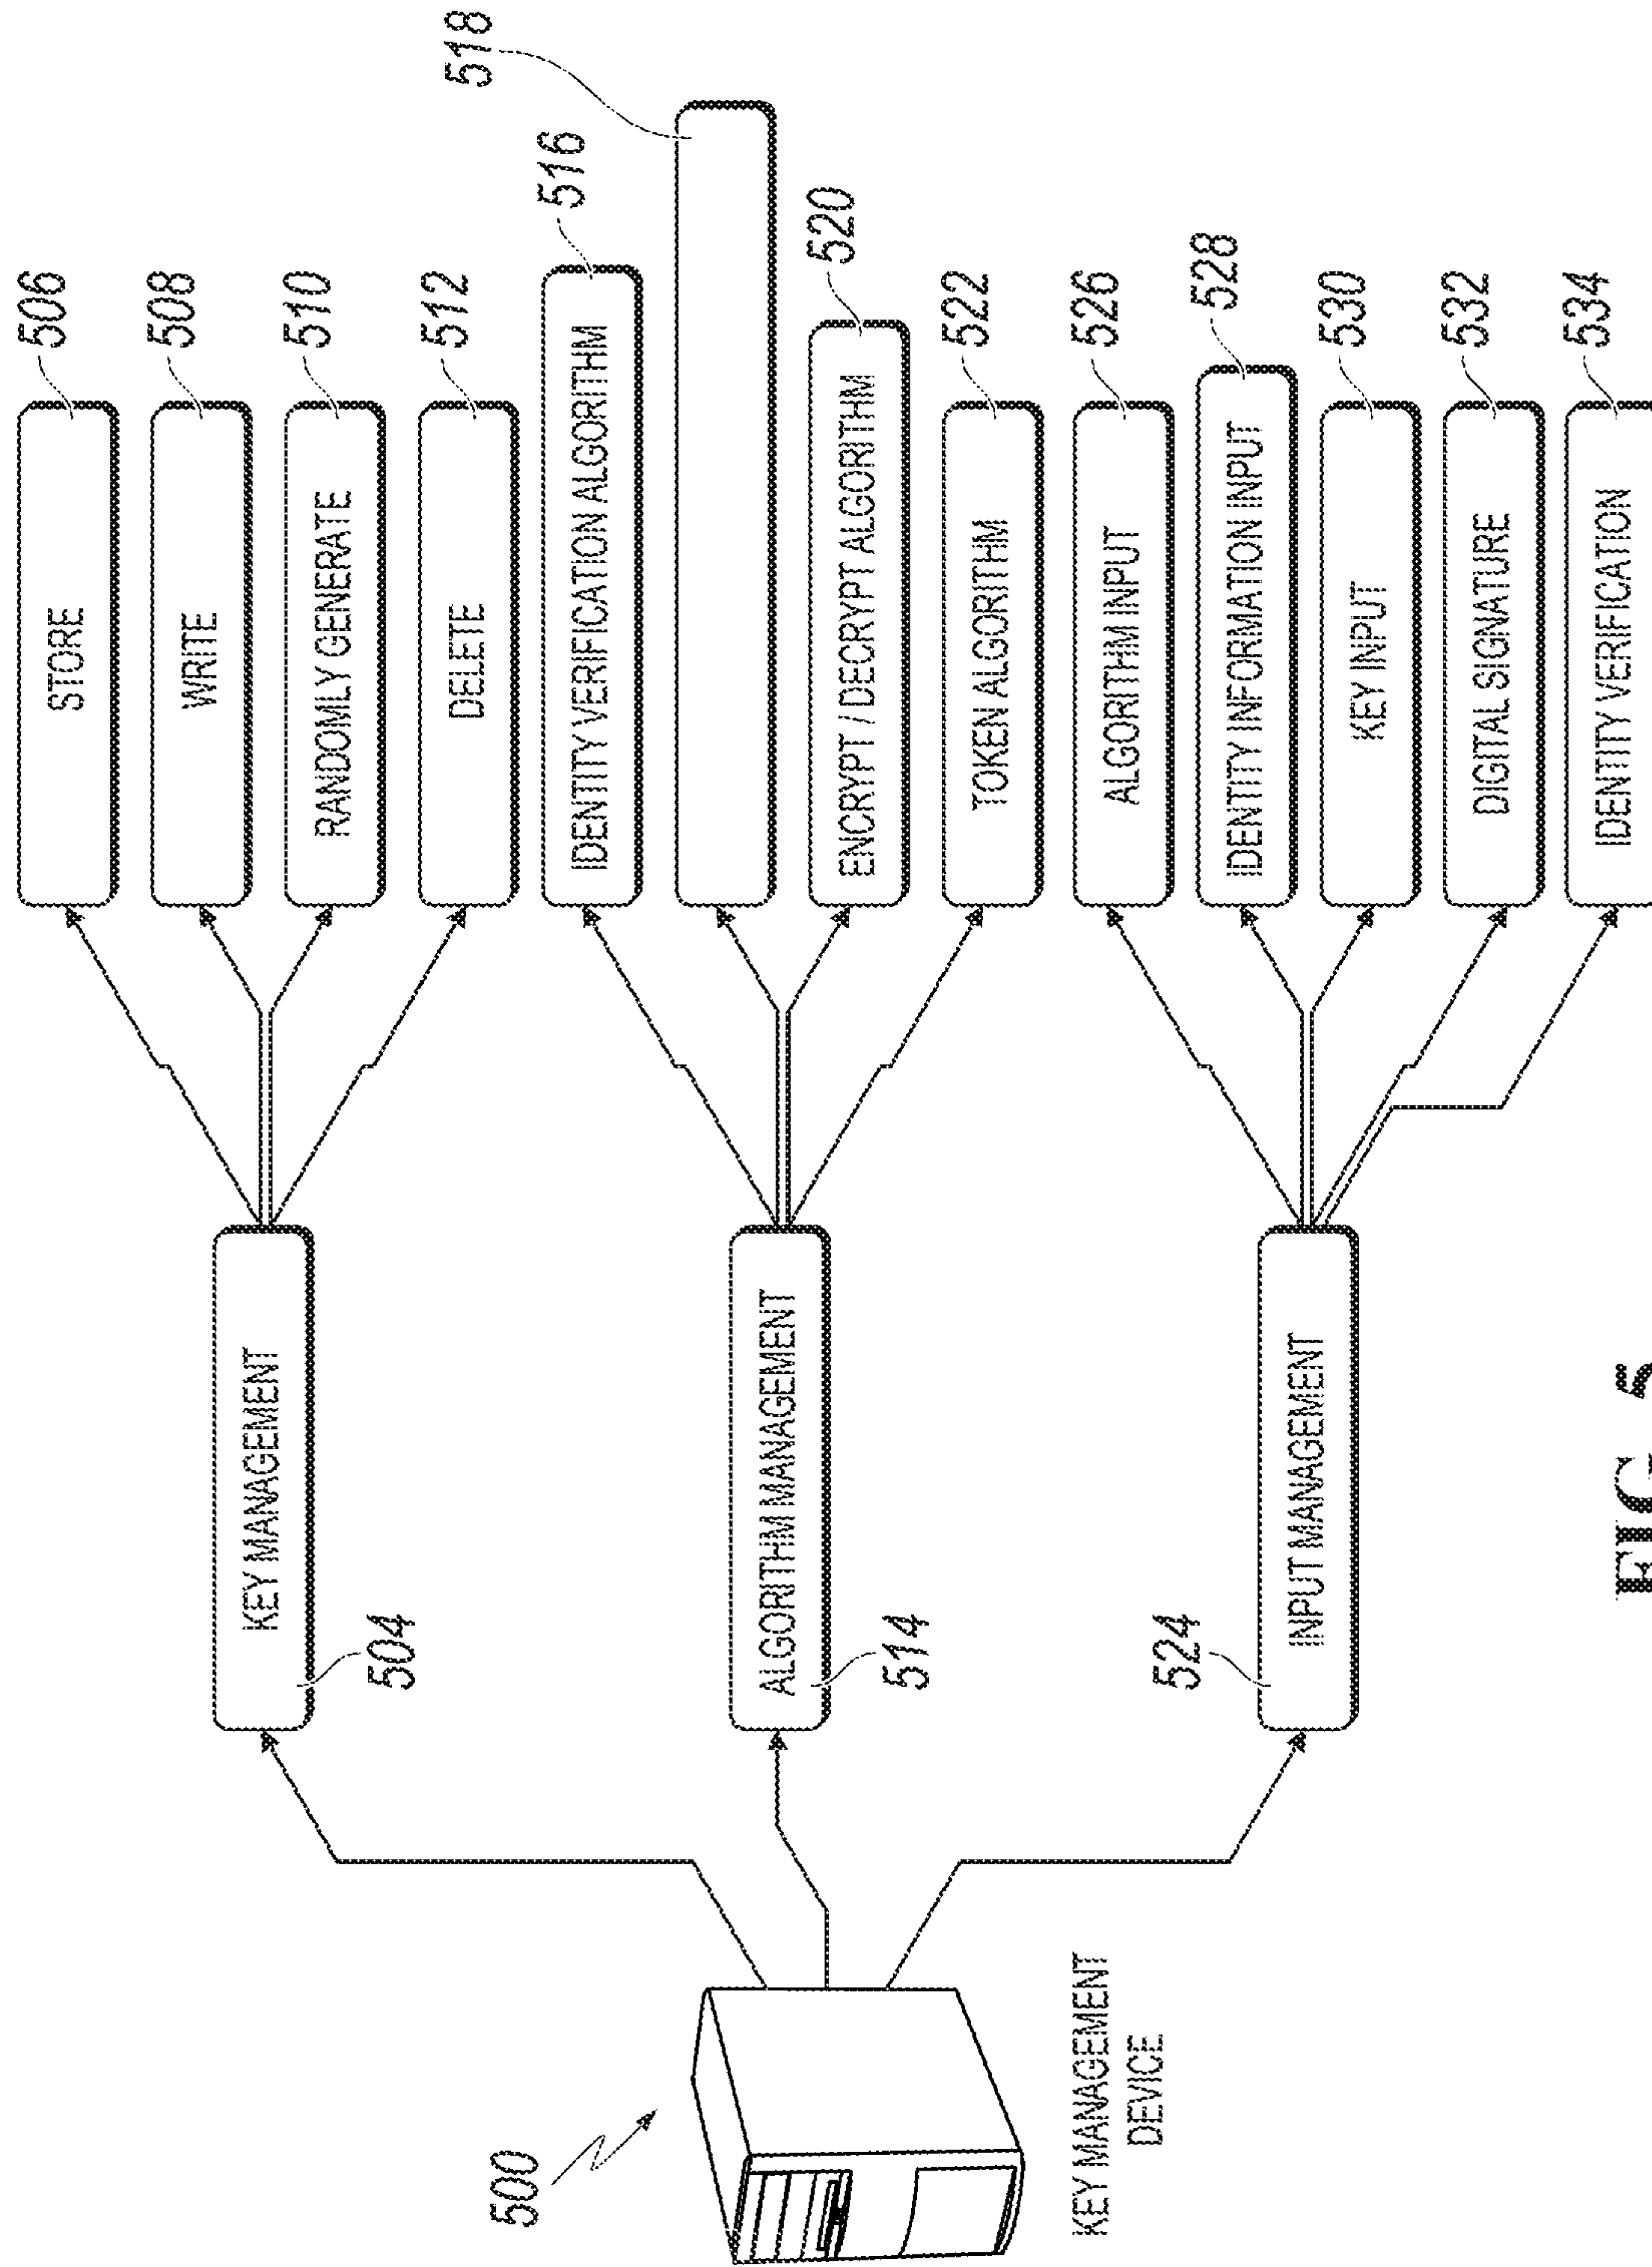 500
KEY MANAGEMENT
DEVICE
KEY MANAGEMENT
504
ALGORITHM MANAGEMENT
514
INPUT MANAGEMENT
524
STORE
506
WRITE
508
RANDOMLY GENERATE
510
DELETE
512
IDENTITY VERIFICATION ALGORITHM
516
518
ENCRYPT / DECRYPT ALGORITHM
520
TOKEN ALGORITHM
522
ALGORITHM INPUT
526
IDENTITY INFORMATION INPUT
528
KEY INPUT
530
DIGITAL SIGNATURE
532
IDENTITY VERIFICATION
534
FIG. 5